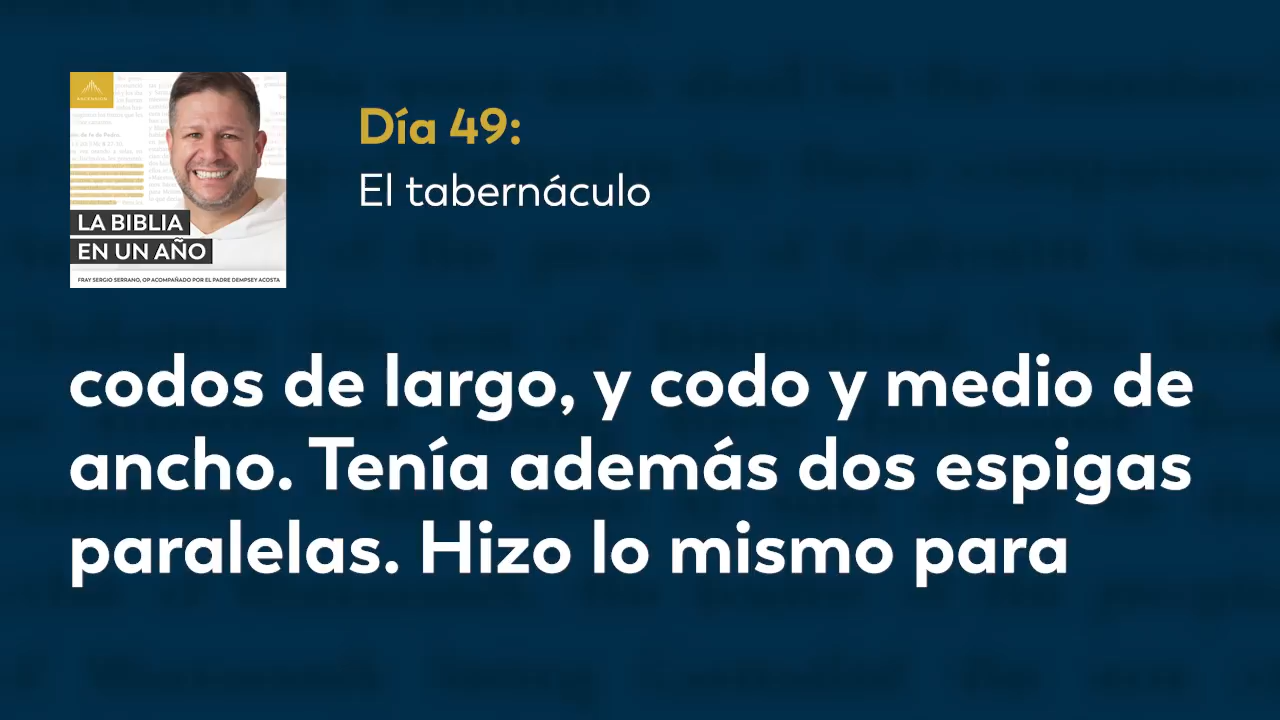 ASCENSION
LA BIBLIA
EN UN AÑO
FRAY SERGIO SERRANO, OP ACOMPAÑADO POR EL PADRE DEMPSEY ACOSTA
Día 49:
El tabernáculo
codos de largo, y codo y medio de
ancho. Tenía además dos espigas
paralelas. Hizo lo mismo para